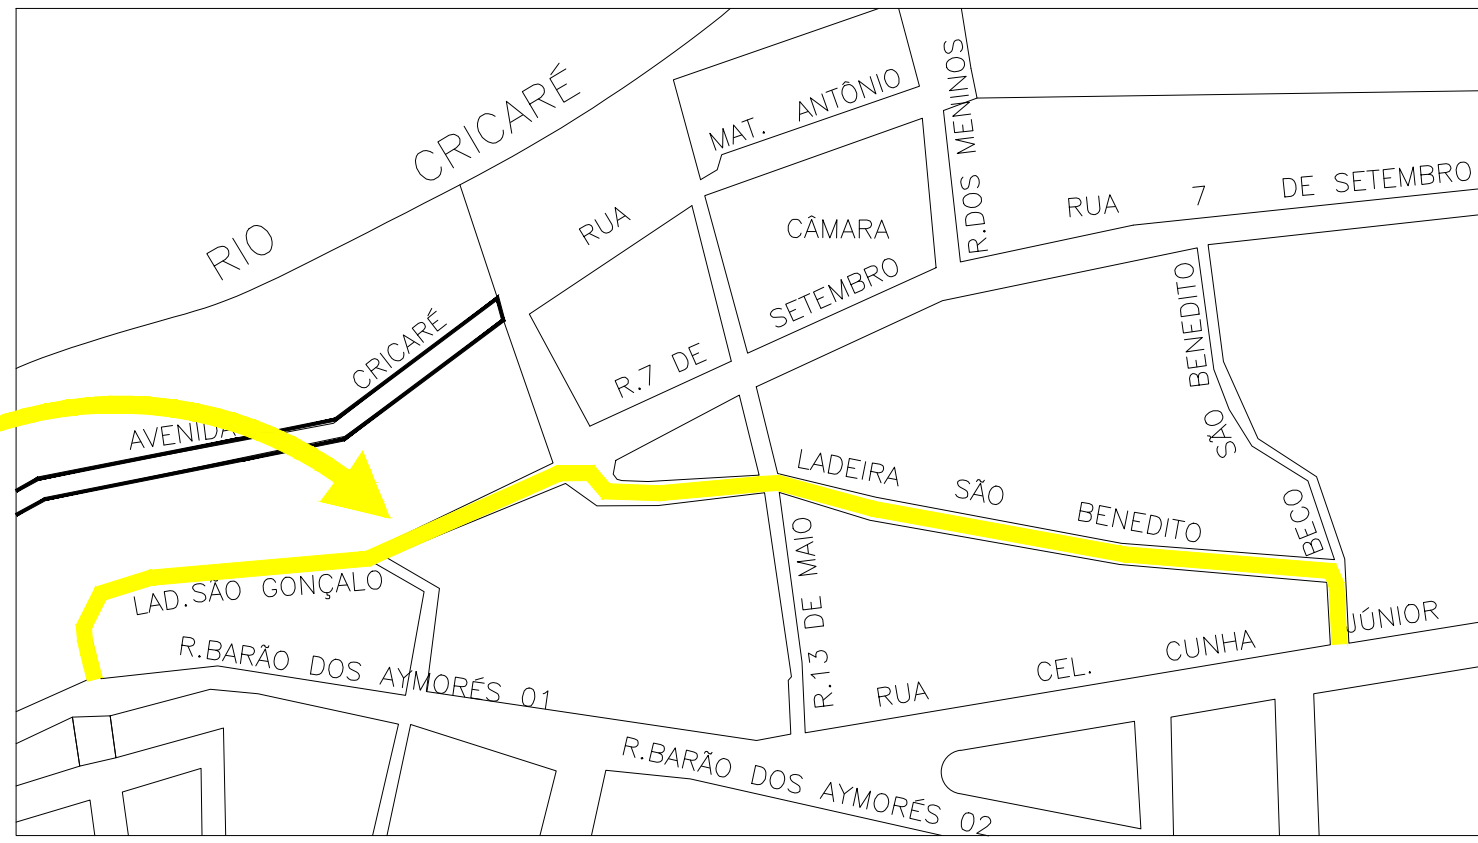 RIO CRICARÉ
MAT. ANTÔNIO
RUA
R.DOS MENINOS
CÂMARA
RUA 7 DE SETEMBRO
R.7 DE SETEMBRO
AVENIDA CRICARÉ
BECO SÃO BENEDITO
LADEIRA SÃO BENEDITO
LAD.SÃO GONÇALO
R.13 DE MAIO
R.BARÃO DOS AYMORÉS 01
RUA CEL. CUNHA JÚNIOR
R.BARÃO DOS AYMORÉS 02